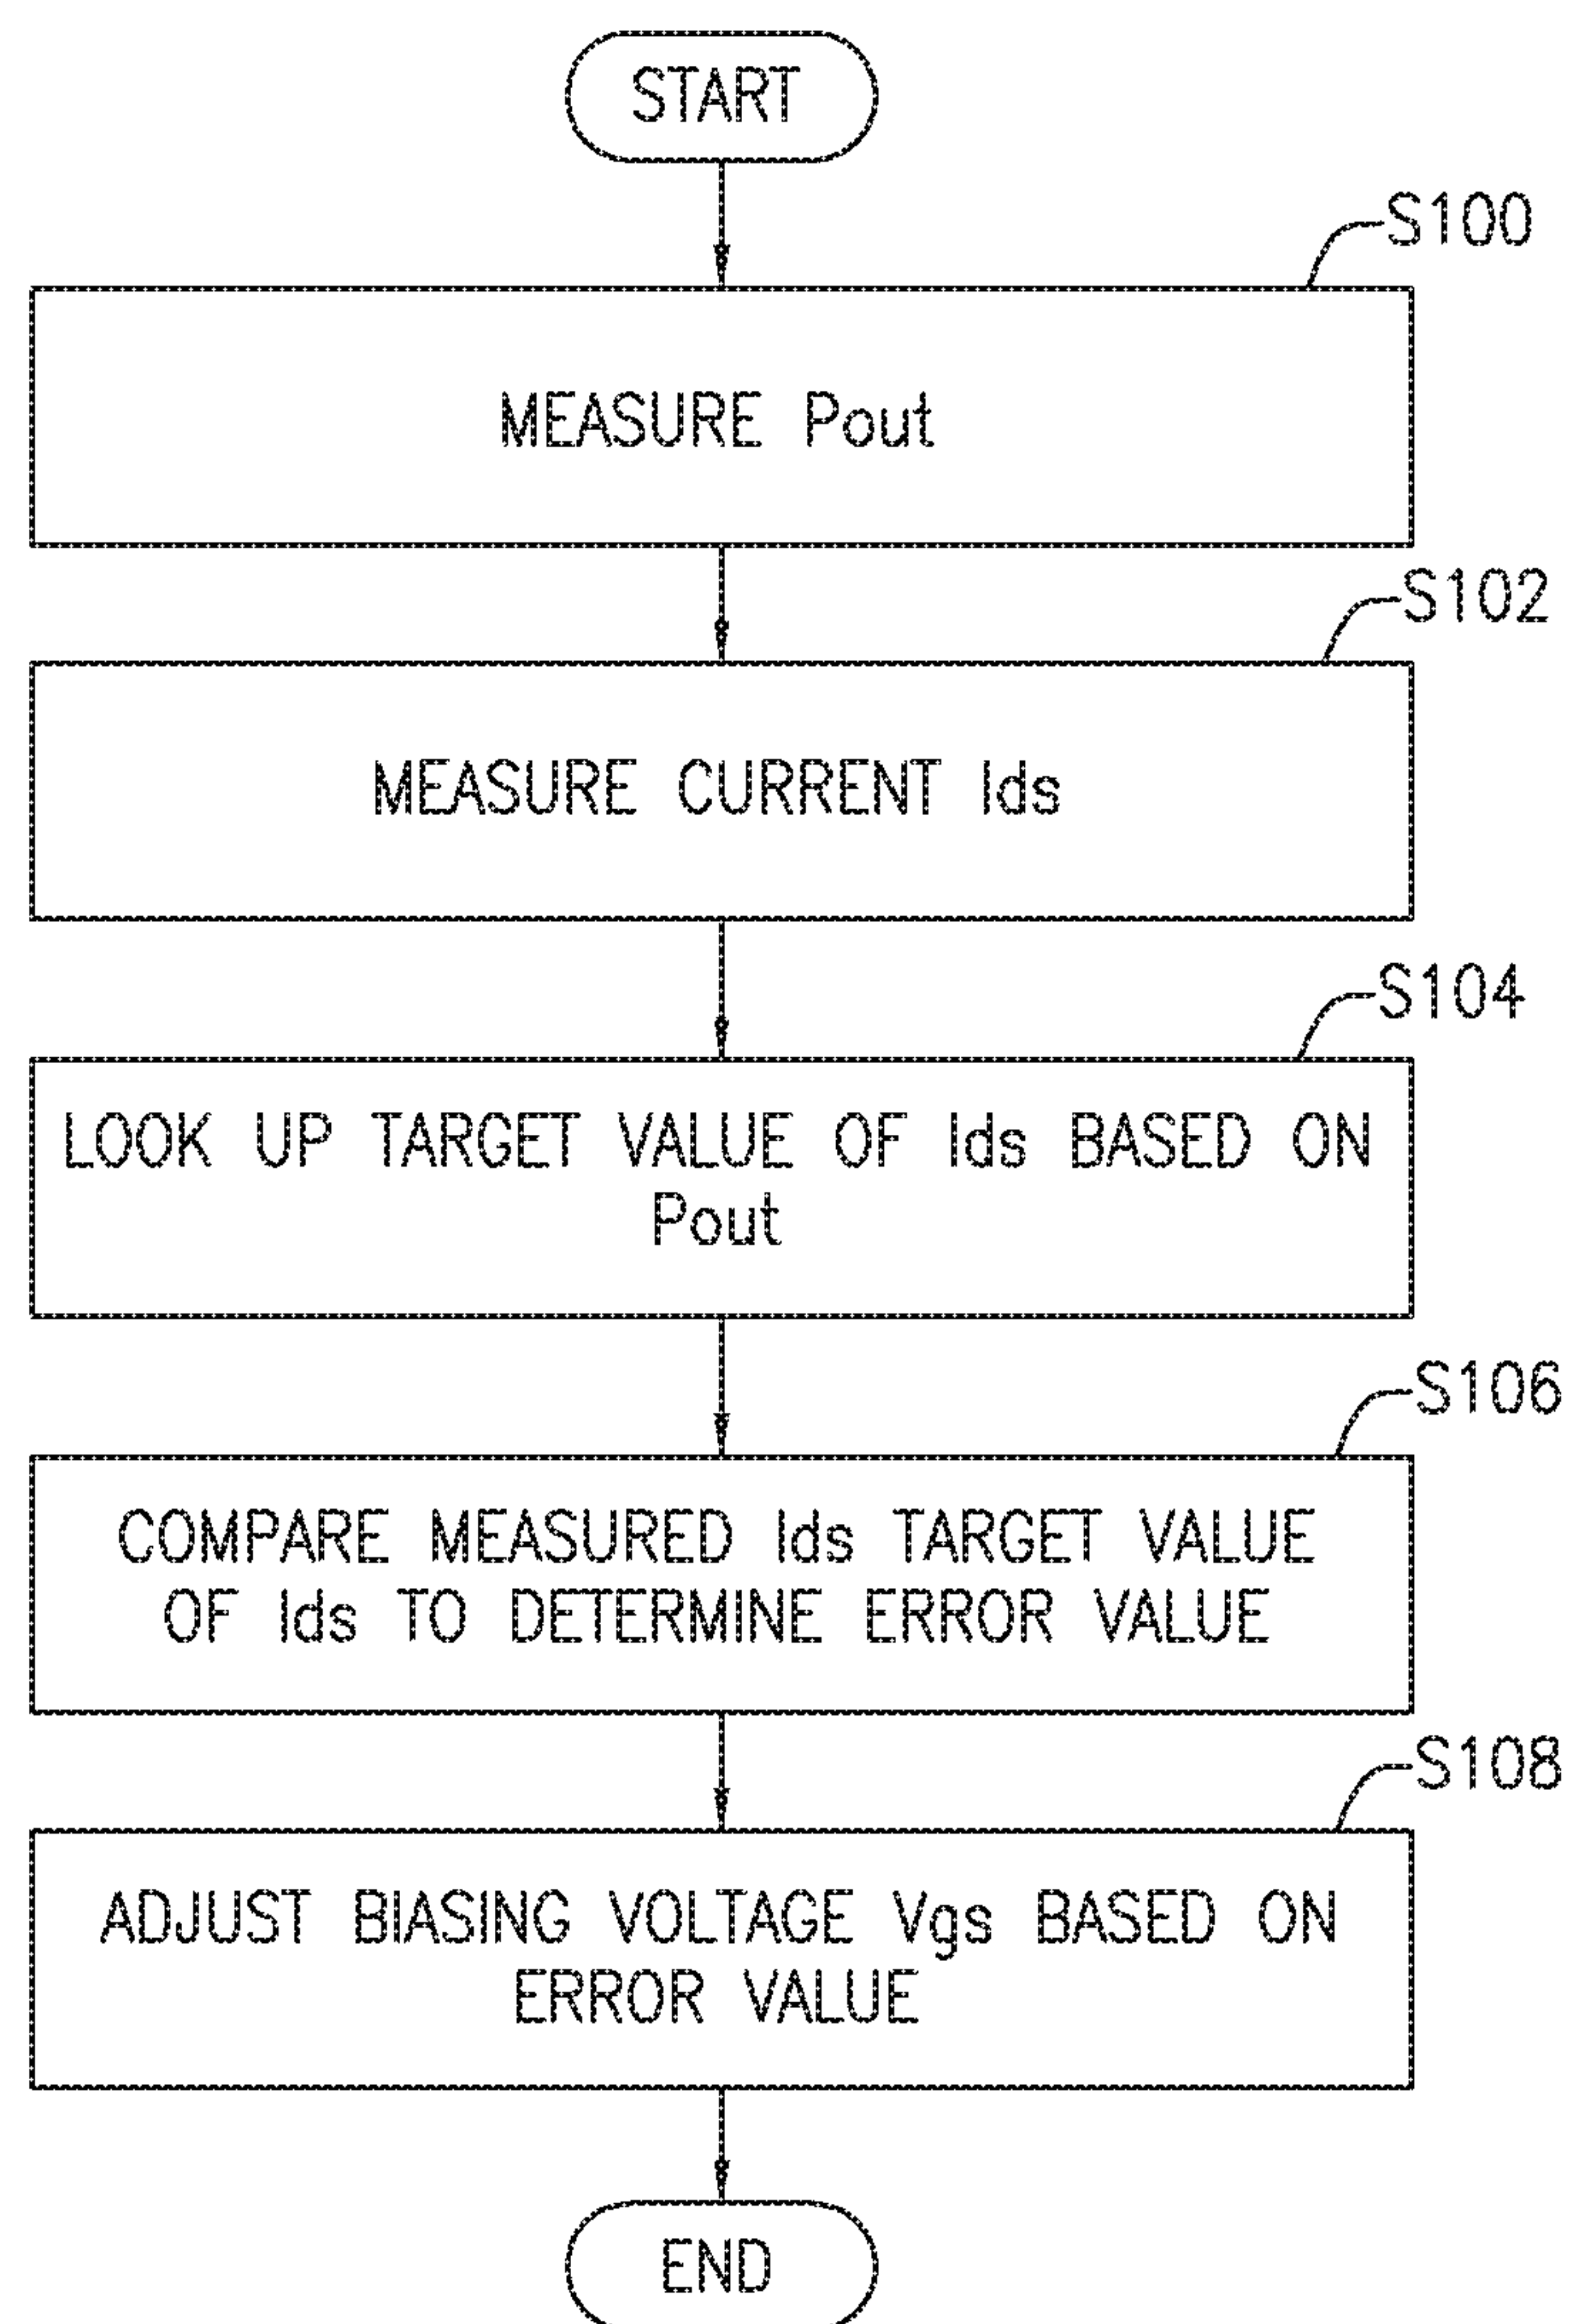 START
S100
MEASURE Pout
S102
MEASURE CURRENT Ids
S104
LOOK UP TARGET VALUE OF Ids BASED ON
Pout
S106
COMPARE MEASURED Ids TARGET VALUE
OF Ids TO DETERMINE ERROR VALUE
S108
ADJUST BIASING VOLTAGE Vgs BASED ON
ERROR VALUE
END